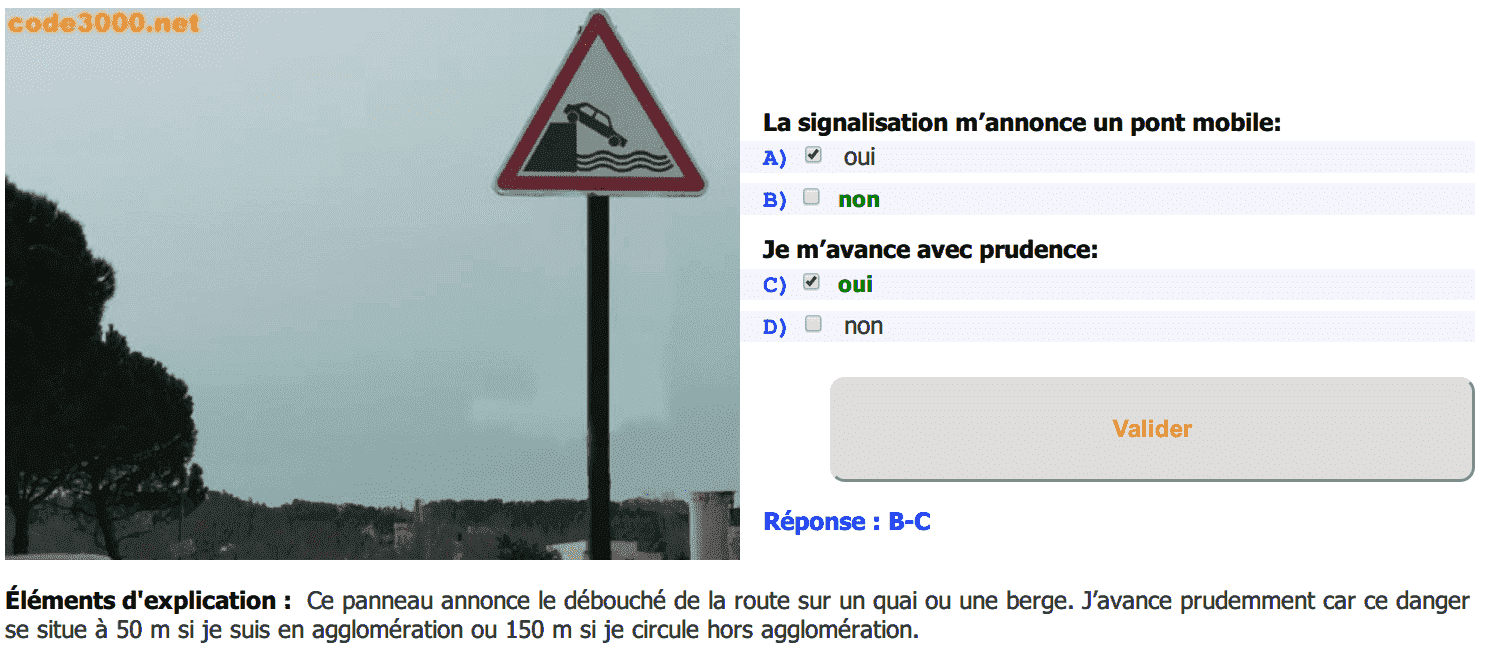 code3000.net
La signalisation m’annonce un pont mobile:
A) oui
B) non
Je m’avance avec prudence:
C) oui
D) non
Valider
Réponse : B-C
Éléments d'explication : Ce panneau annonce le débouché de la route sur un quai ou une berge. J’avance prudemment car ce danger
se situe à 50 m si je suis en agglomération ou 150 m si je circule hors agglomération.